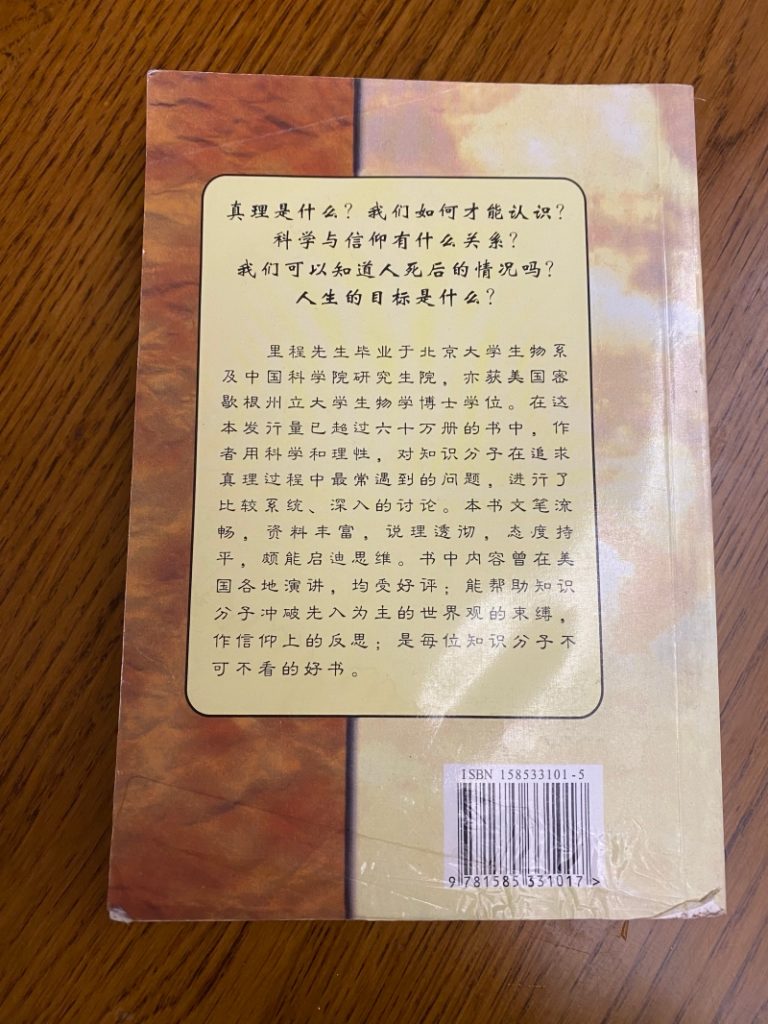 真理是什么？我们如何才能认识？
科学与信仰有什么关系？
我们可以知道人死后的情况吗？
人生的目标是什么？
里程先生毕业于北京大学生物系
及中国科学院研究生院，亦获美国密
歇根州立大学生物学博士学位。在这
本发行量已超过六十万册的书中，作
者用科学和理性，对知识分子在追求
真理过程中最常遇到的问题，进行了
比较系统、深入的讨论。本书文笔流
畅，资料丰富，说理透彻，态度持
平，颇能启迪思维。书中内容曾在美
国各地演讲，均受好评；能帮助知识
分子冲破先入为主的世界观的束缚，
作信仰上的反思；是每位知识分子不
可不看的好书。
ISBN 158533101-5
9 781585 331017 >